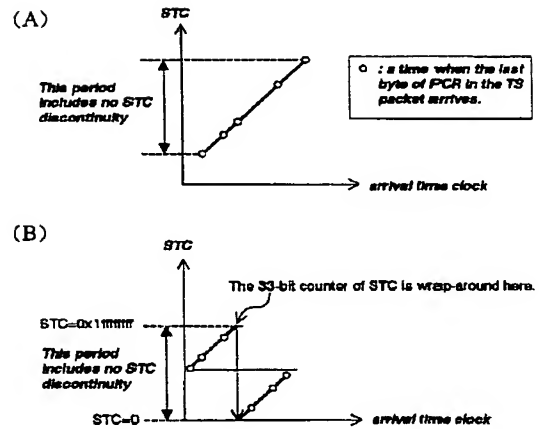 (A)
STC
This period
includes no STC
discontinuity
o : a time when the last
byte of PCR in the TS
packet arrives.
arrival time clock
(B)
STC
The 33-bit counter of STC is wrap-around here.
STC=0x1ffffffff
This period
includes no STC
discontinuity
STC=0
arrival time clock